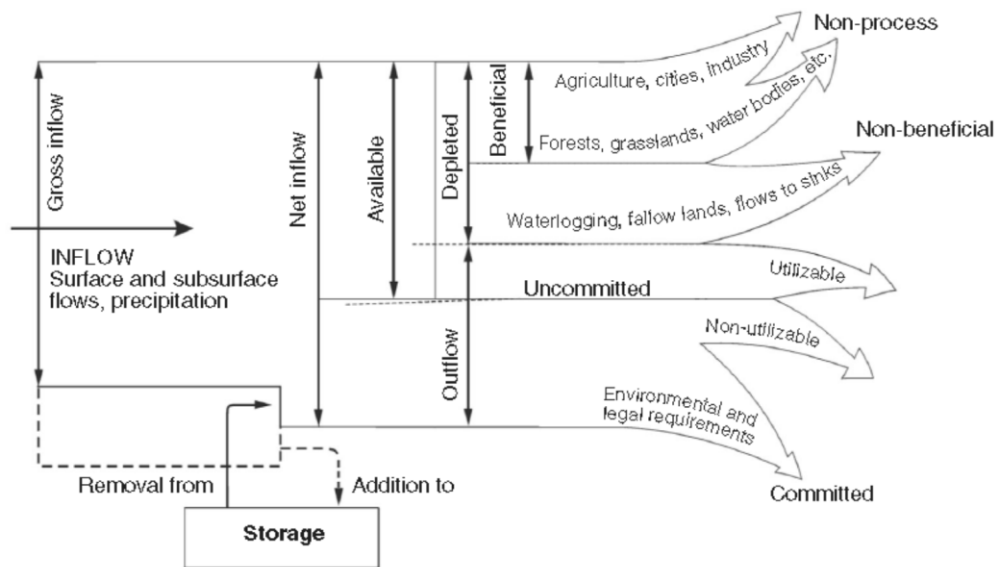 Non-process
Agriculture, cities, industry
Forests, grasslands, water bodies, etc.
Non-beneficial
Waterlogging, fallow lands, flows to sinks
Gross inflow
Net inflow
Available
Depleted
Beneficial
INFLOW
Surface and subsurface
flows, precipitation
Utilizable
Uncommitted
Non-utilizable
Outflow
Environmental and
legal requirements
Removal from
Addition to
Committed
Storage